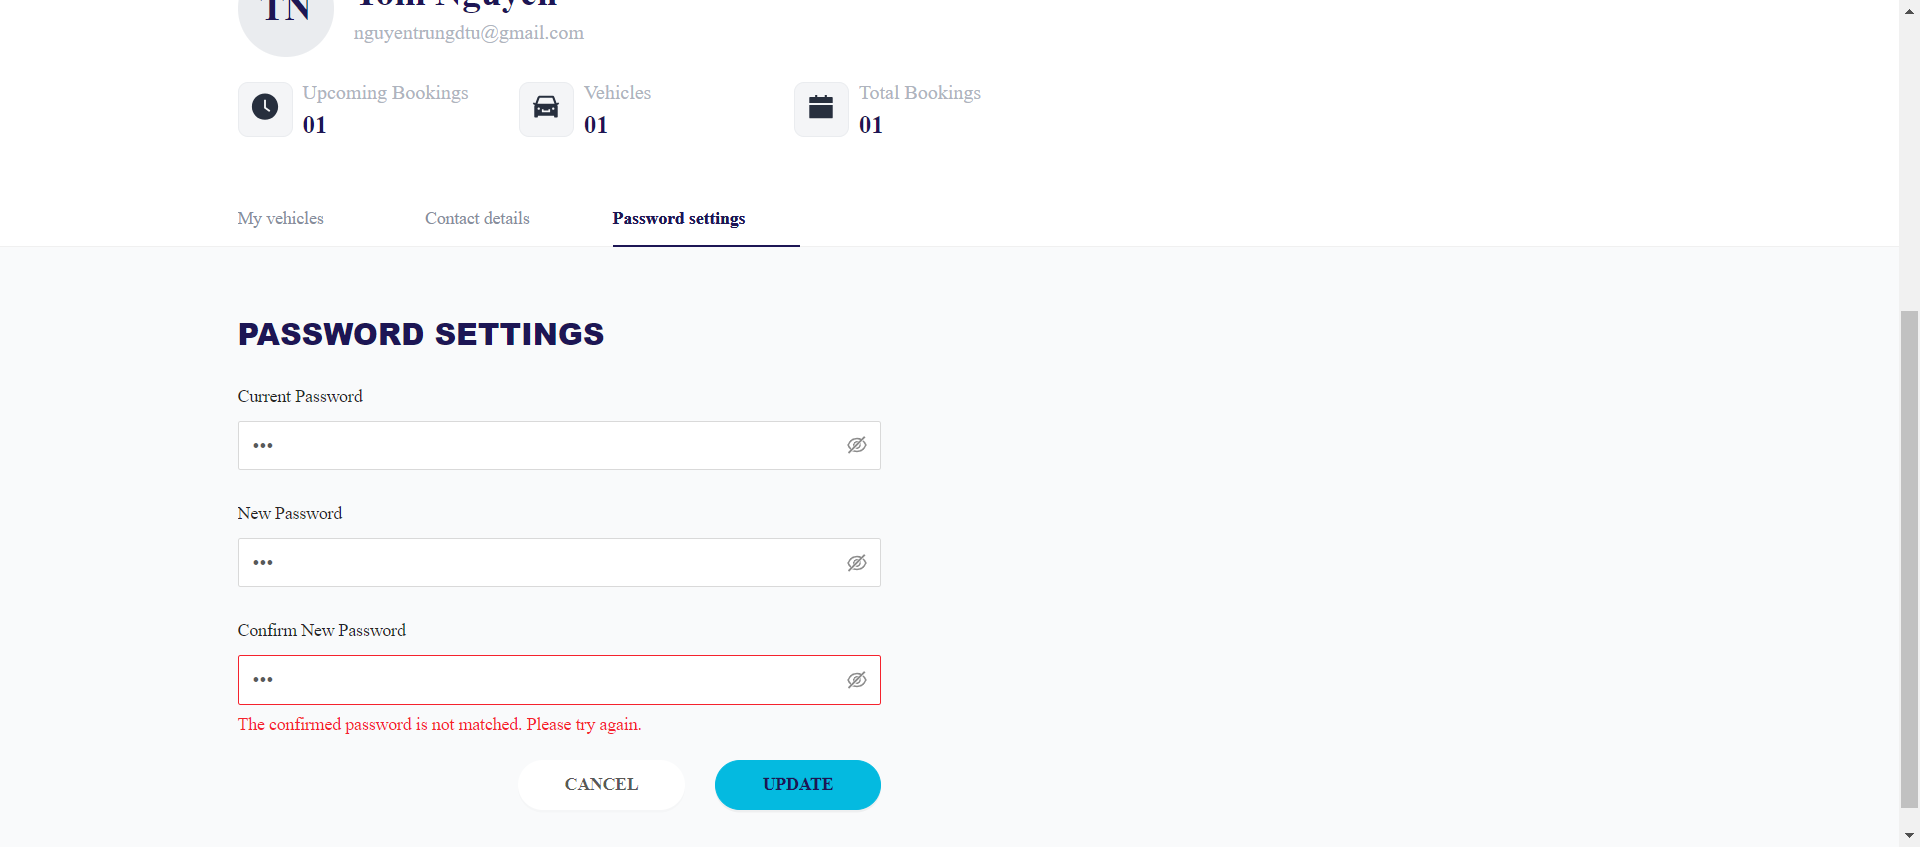 TN
Tom Nguyen
nguyentrungdtu@gmail.com
Upcoming Bookings
01
Vehicles
01
Total Bookings
01
My vehicles
Contact details
Password settings
PASSWORD SETTINGS
Current Password
•••
New Password
•••
Confirm New Password
•••
The confirmed password is not matched. Please try again.
CANCEL
UPDATE